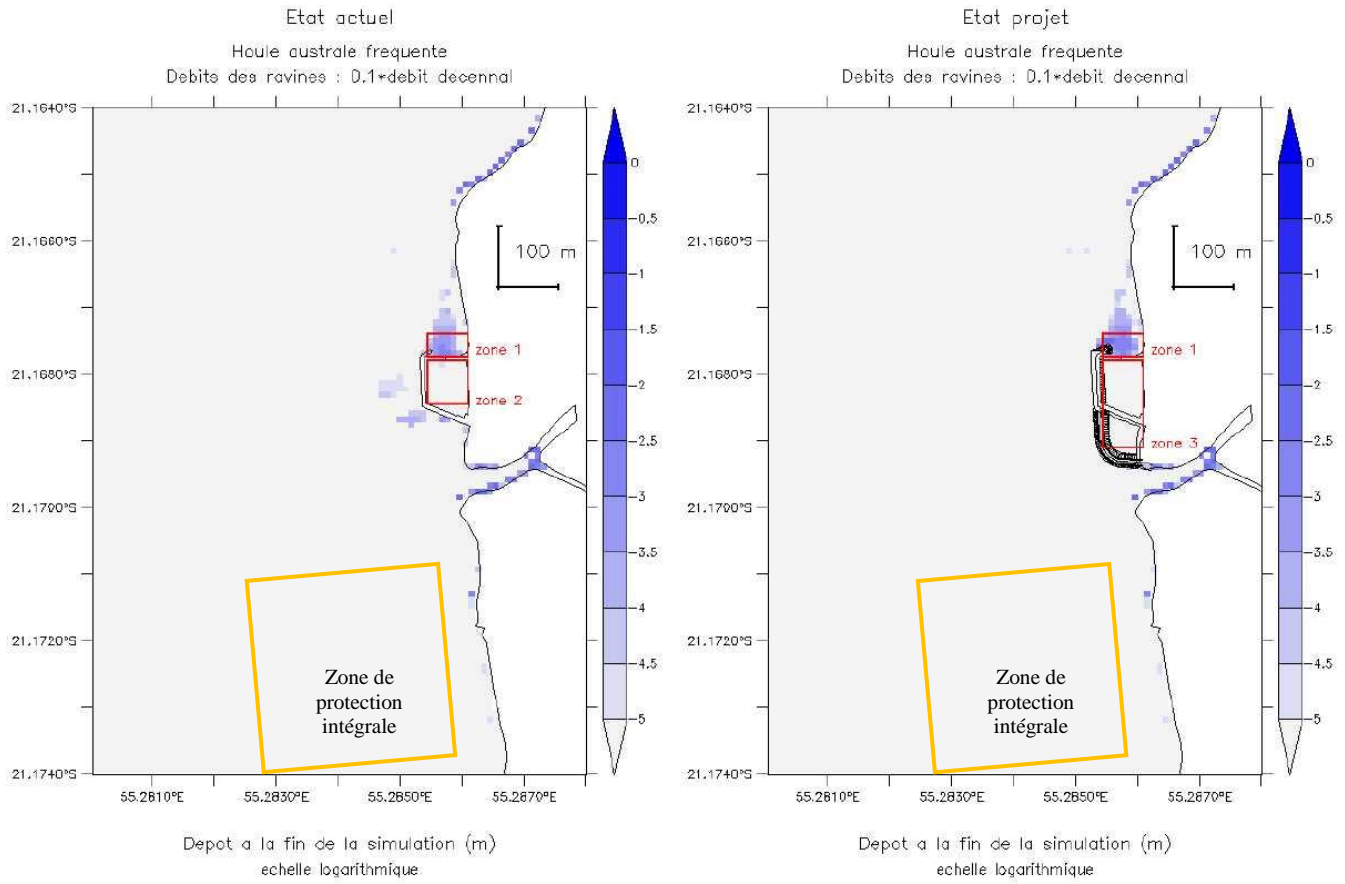 Etat actuel
Houle australe frequente
Debits des ravines : 0.1*debit decennal
21.1640°S
21.1660°S
21.1680°S
21.1700°S
21.1720°S
21.1740°S
100 m
zone 1
zone 2
Zone de
protection
intégrale
55.2810°E
55.2830°E
55.2850°E
55.2870°E
0
-0.5
-1
-1.5
-2
-2.5
-3
-3.5
-4
-4.5
-5
Depot a la fin de la simulation (m)
echelle logarithmique
Etat projet
Houle australe frequente
Debits des ravines : 0.1*debit decennal
21.1640°S
21.1660°S
21.1680°S
21.1700°S
21.1720°S
21.1740°S
100 m
zone 1
zone 3
Zone de
protection
intégrale
55.2810°E
55.2830°E
55.2850°E
55.2870°E
0
-0.5
-1
-1.5
-2
-2.5
-3
-3.5
-4
-4.5
-5
Depot a la fin de la simulation (m)
echelle logarithmique